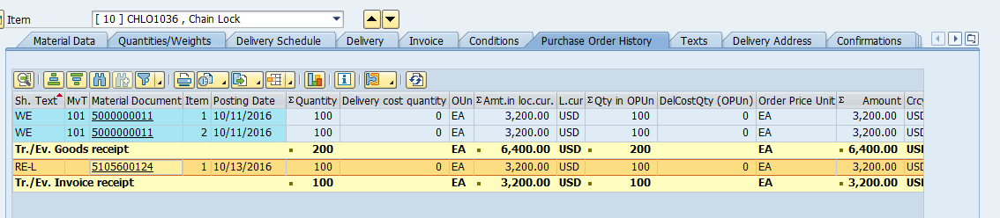 Item [ 10 ] CHLO1036 , Chain Lock
Material Data Quantities/Weights Delivery Schedule Delivery Invoice Conditions Purchase Order History Texts Delivery Address Confirmations
Sh. Text MvT Material Document Item Posting Date Σ Quantity Delivery cost quantity OUn Σ Amt.in loc.cur. L.cur Σ Qty in OPUn DelCostQty (OPUn) Order Price Unit Σ Amount Crcy
WE 101 5000000011 1 10/11/2016 100 0 EA 3,200.00 USD 100 0 EA 3,200.00 USD
WE 101 5000000011 2 10/11/2016 100 0 EA 3,200.00 USD 100 0 EA 3,200.00 USD
Tr./Ev. Goods receipt 200 EA 6,400.00 USD 200 EA 6,400.00 USD
RE-L 5105600124 1 10/13/2016 100 0 EA 3,200.00 USD 100 0 EA 3,200.00 USD
Tr./Ev. Invoice receipt 100 EA 3,200.00 USD 100 EA 3,200.00 USD